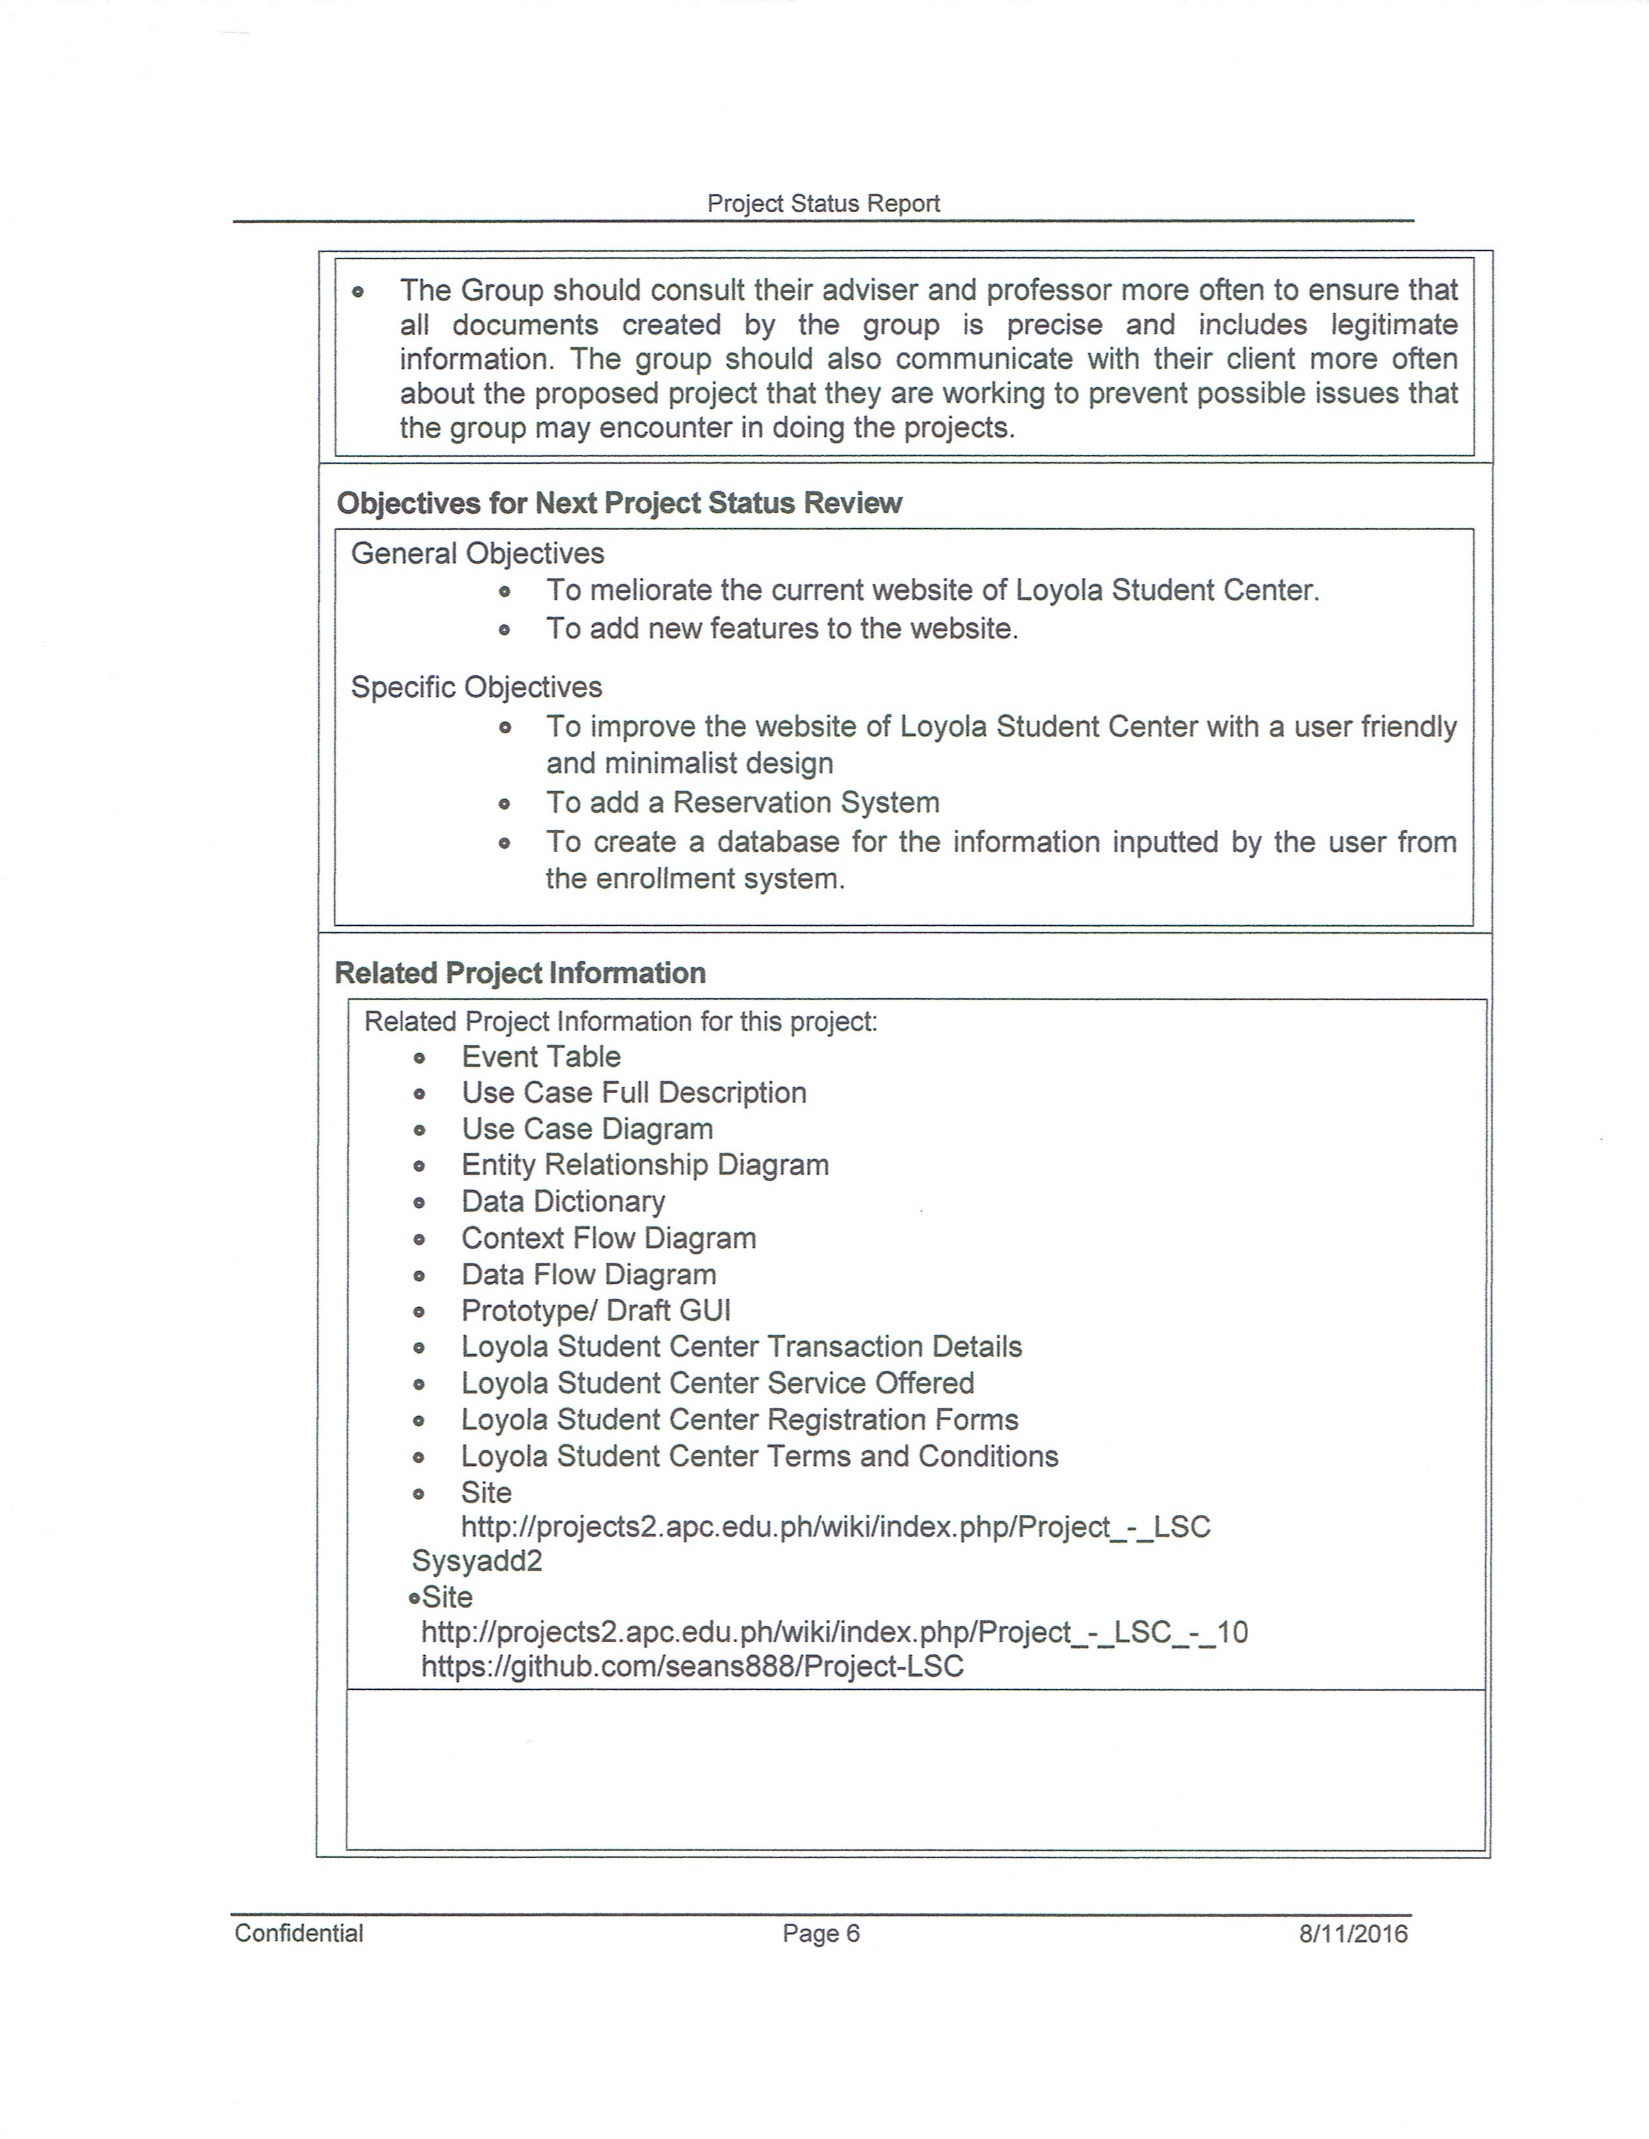 Project Status Report
• The Group should consult their adviser and professor more often to ensure that
all documents created by the group is precise and includes legitimate
information. The group should also communicate with their client more often
about the proposed project that they are working to prevent possible issues that
the group may encounter in doing the projects.
Objectives for Next Project Status Review
General Objectives
• To meliorate the current website of Loyola Student Center.
• To add new features to the website.
Specific Objectives
• To improve the website of Loyola Student Center with a user friendly
and minimalist design
• To add a Reservation System
• To create a database for the information inputted by the user from
the enrollment system.
Related Project Information
Related Project Information for this project:
• Event Table
• Use Case Full Description
• Use Case Diagram
• Entity Relationship Diagram
• Data Dictionary
• Context Flow Diagram
• Data Flow Diagram
• Prototype/ Draft GUI
• Loyola Student Center Transaction Details
• Loyola Student Center Service Offered
• Loyola Student Center Registration Forms
• Loyola Student Center Terms and Conditions
• Site
http://projects2.apc.edu.ph/wiki/index.php/Project_-_LSC
Sysyadd2
•Site
http://projects2.apc.edu.ph/wiki/index.php/Project_-_LSC_-_10
https://github.com/seans888/Project-LSC
Confidential Page 6 8/11/2016